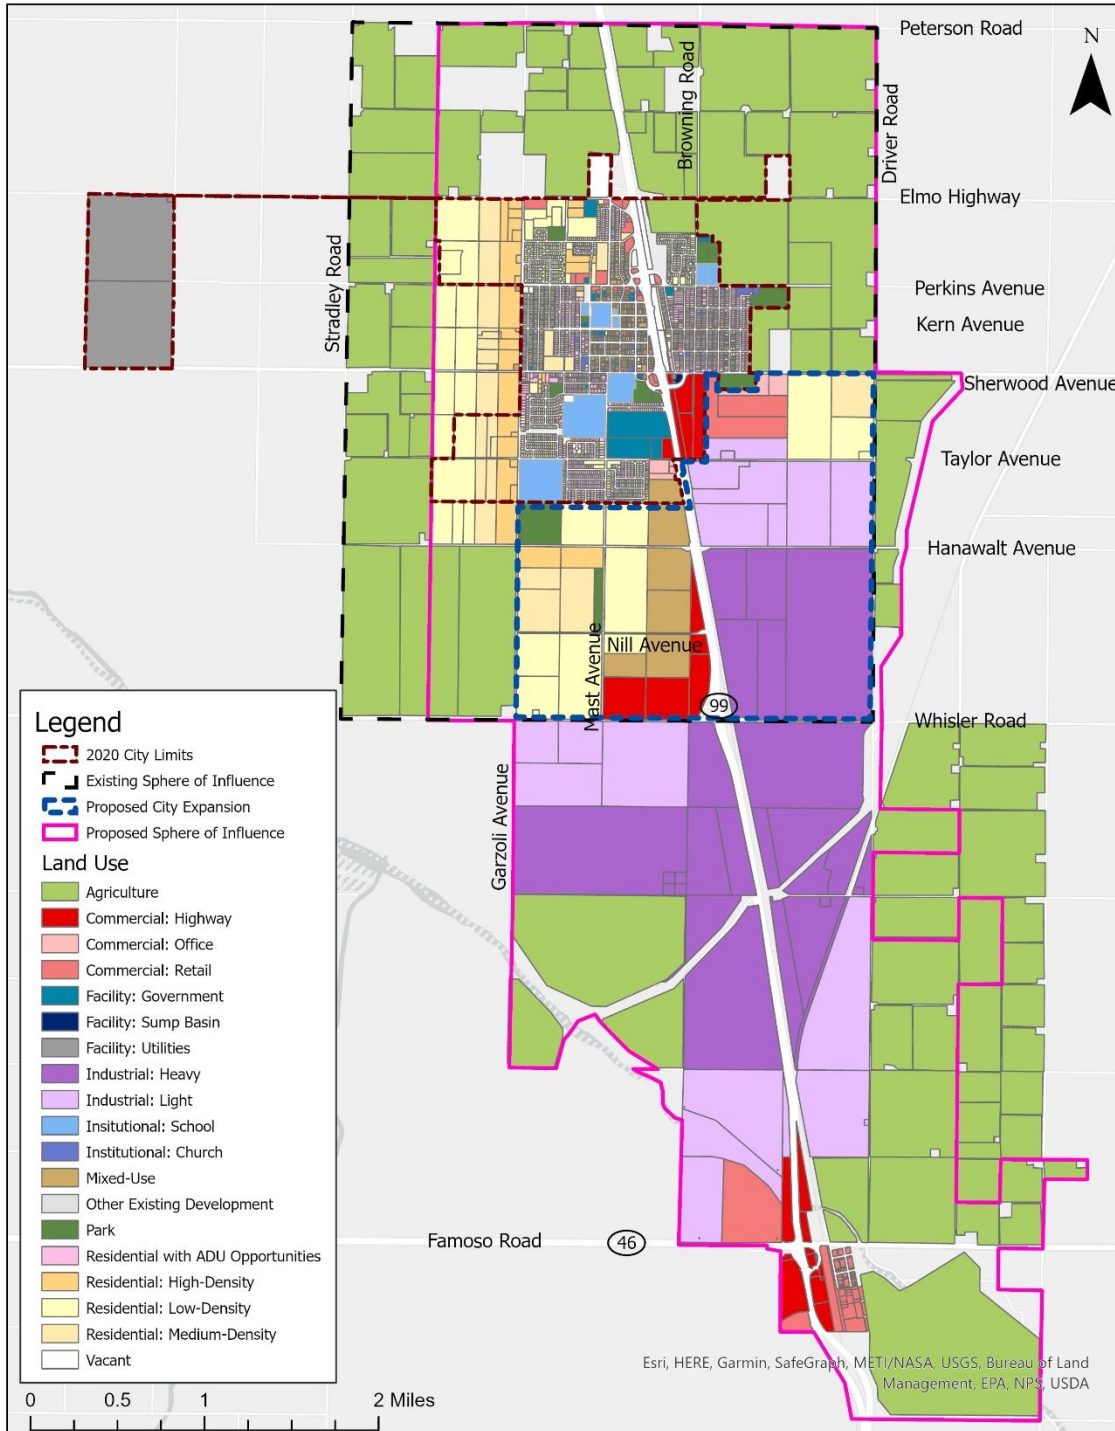 Peterson Road
N
Browning Road
Driver Road
Elmo Highway
Stradley Road
Perkins Avenue
Kern Avenue
Sherwood Avenue
Taylor Avenue
Hanawalt Avenue
Mast Avenue
Nill Avenue
99
Whisler Road
Garzoli Avenue
Legend
2020 City Limits
Existing Sphere of Influence
Proposed City Expansion
Proposed Sphere of Influence
Land Use
Agriculture
Commercial: Highway
Commercial: Office
Commercial: Retail
Facility: Government
Facility: Sump Basin
Facility: Utilities
Industrial: Heavy
Industrial: Light
Insitutional: School
Institutional: Church
Mixed-Use
Other Existing Development
Park
Residential with ADU Opportunities
Residential: High-Density
Residential: Low-Density
Residential: Medium-Density
Vacant
Famoso Road
46
Esri, HERE, Garmin, SafeGraph, METI/NASA, USGS, Bureau of Land
Management, EPA, NPS, USDA
0 0.5 1 2 Miles